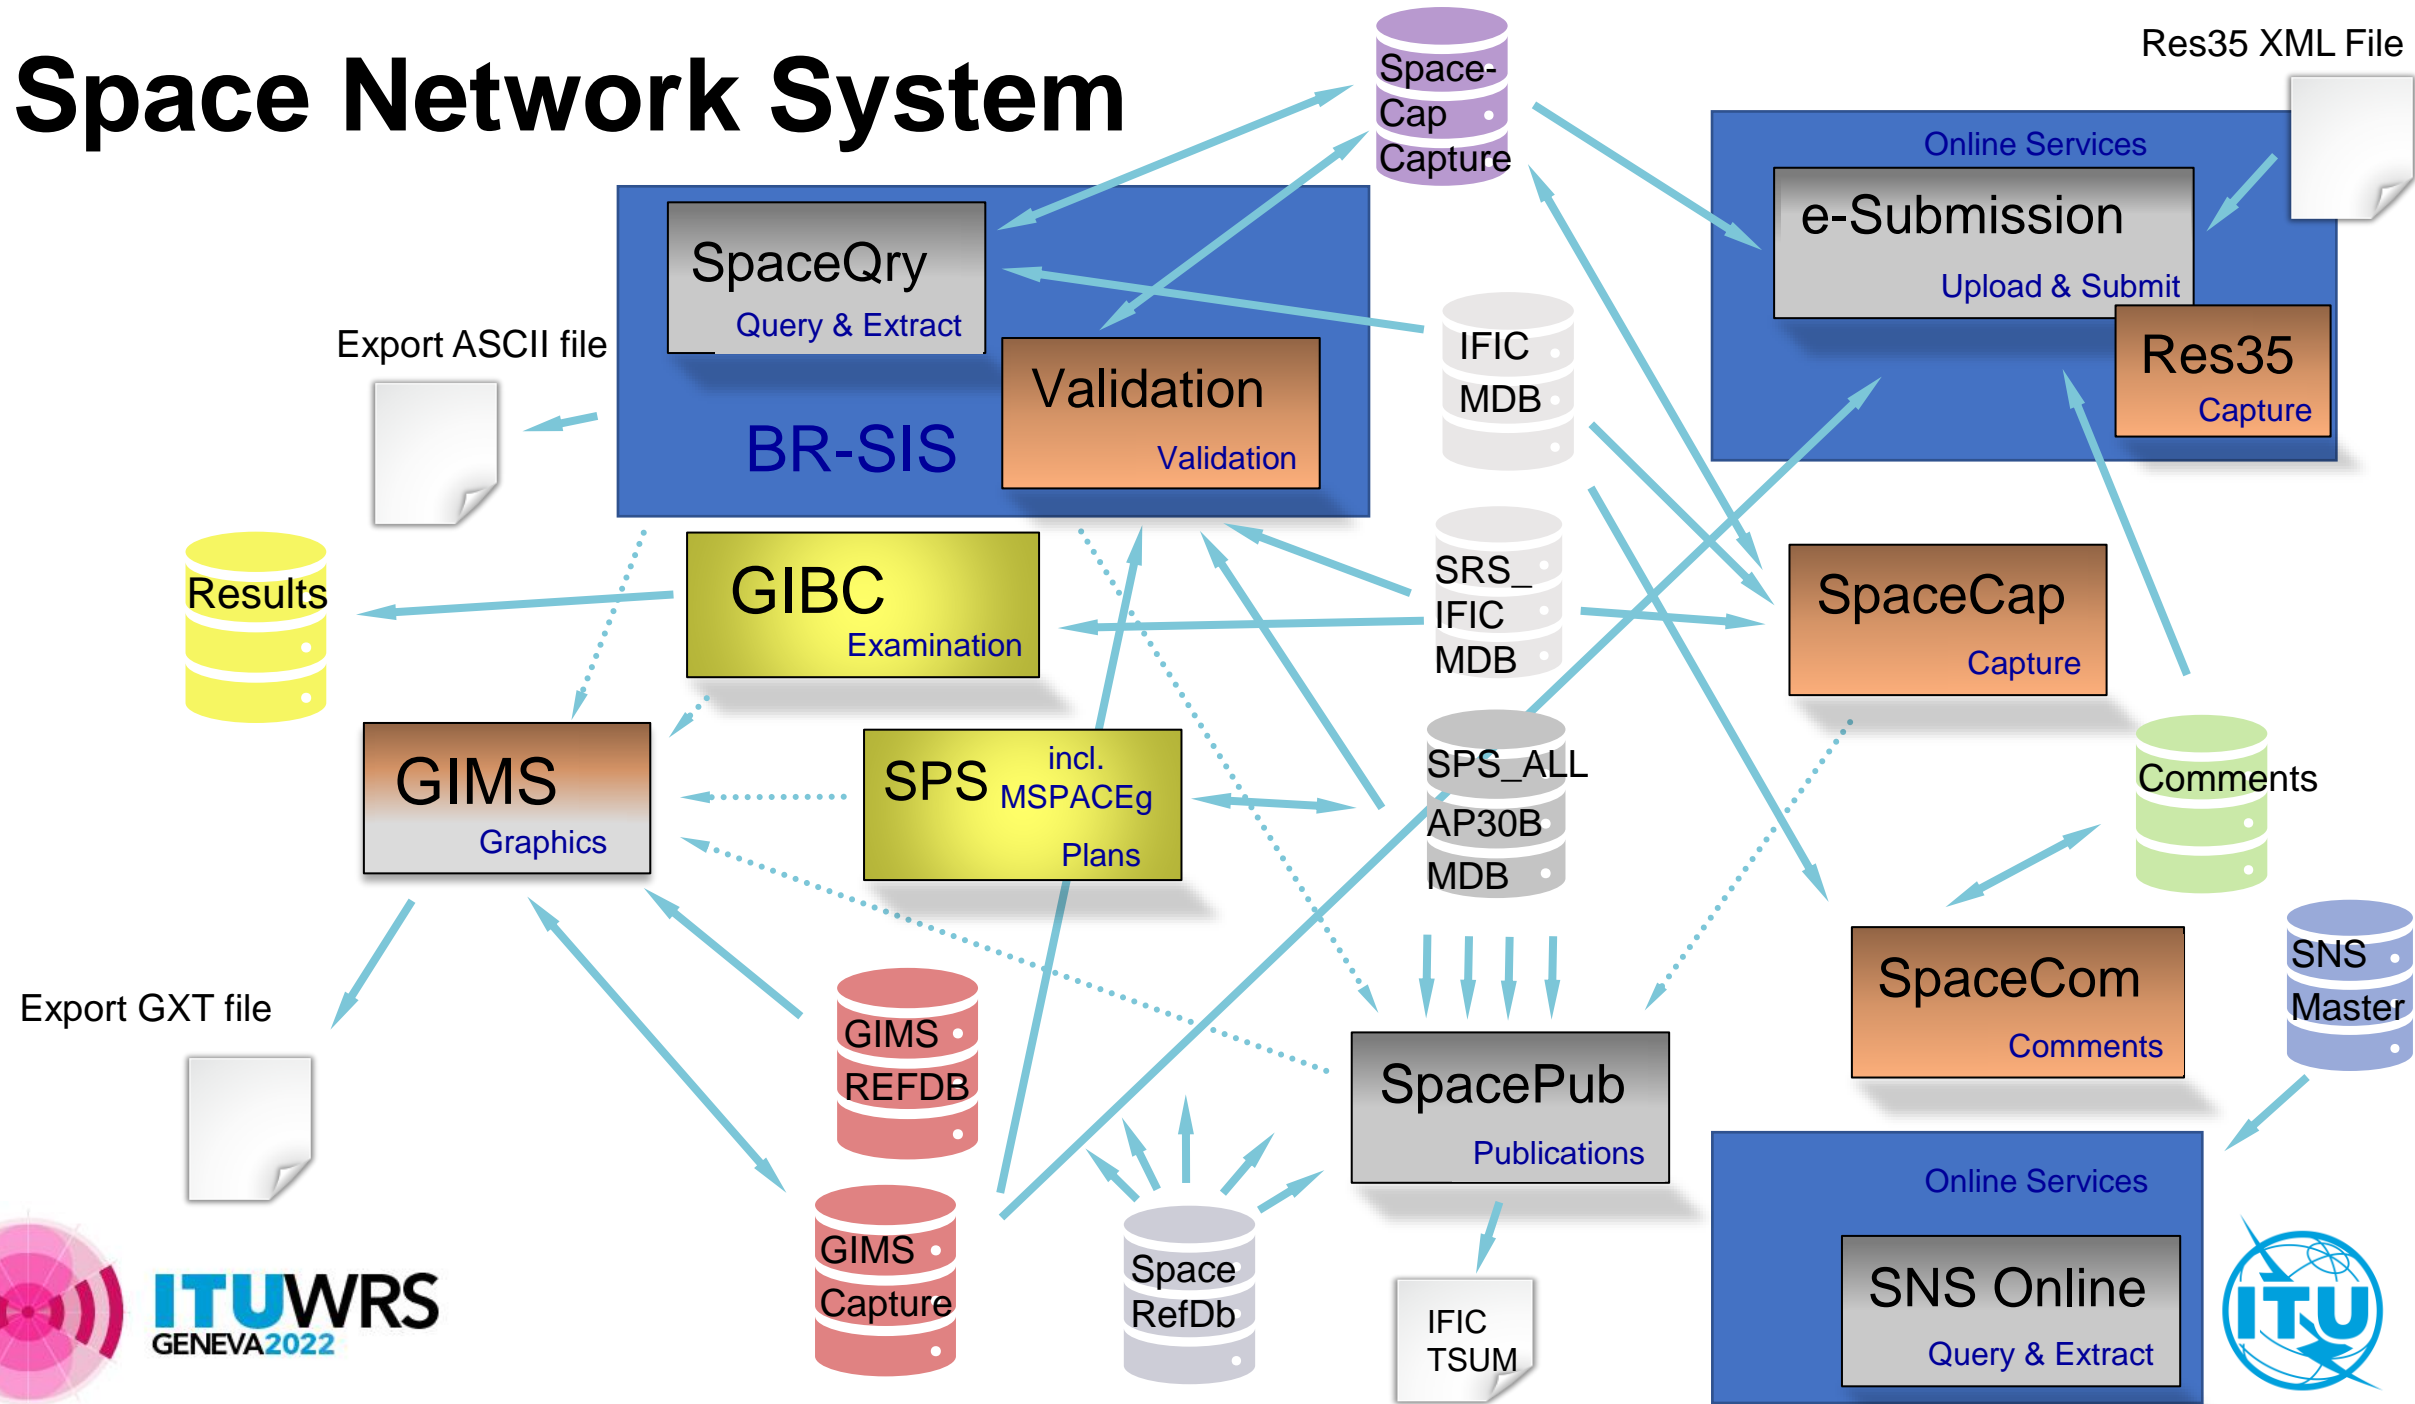 Space Network System
Space-
Cap
Capture
Res35 XML File
Online Services
e-Submission
Upload & Submit
Res35
Capture
SpaceQry
Query & Extract
Validation
Validation
BR-SIS
Export ASCII file
IFIC
MDB
Results
GIBC
Examination
SRS_
IFIC
MDB
SpaceCap
Capture
GIMS
Graphics
SPS
incl.
MSPACEg
Plans
SPS_ALL
AP30B
MDB
Comments
SpaceCom
Comments
SNS
Master
Export GXT file
GIMS
REFDB
SpacePub
Publications
GIMS
Capture
Space
RefDb
IFIC
TSUM
Online Services
SNS Online
Query & Extract
ITUWRS
GENEVA2022
ITU